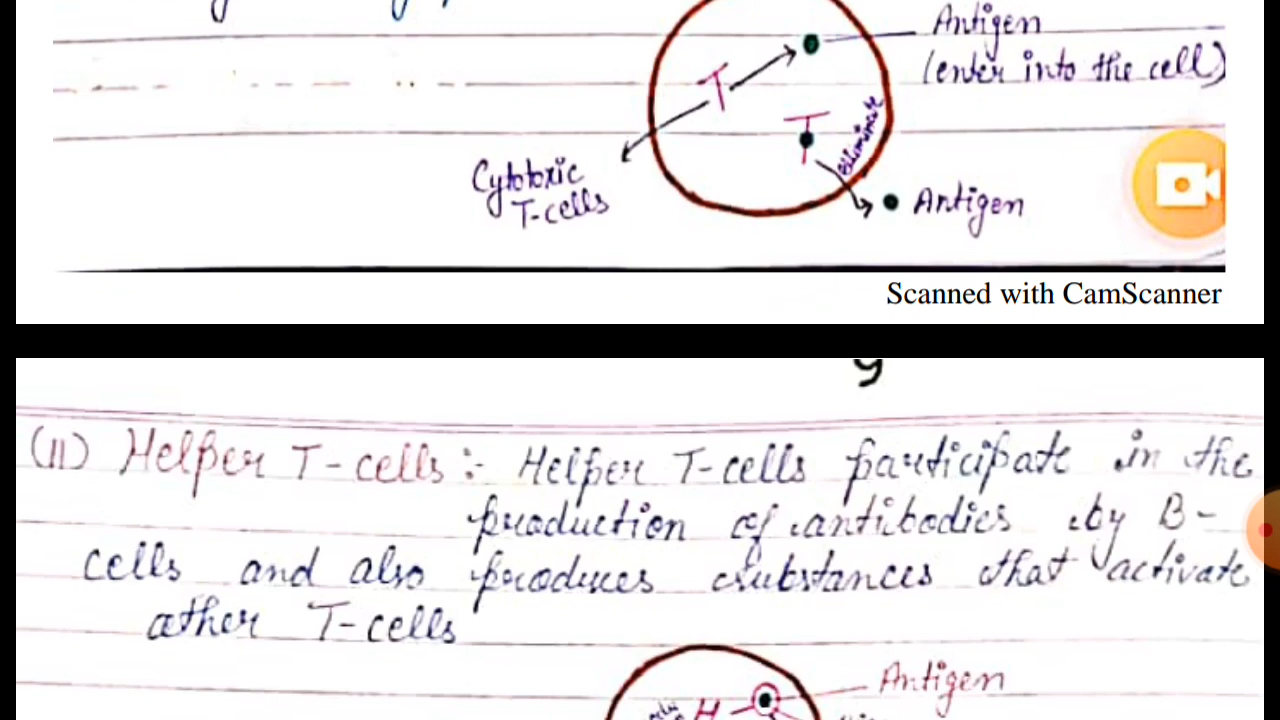 Antigen
(enter into the cell)
T
T
eliminate
Cytotoxic
T-cells
Antigen
Scanned with CamScanner
(II) Helper T-cells :- Helper T-cells participate in the
production of antibodies by B-
cells and also produces substances that activate
other T-cells
Antigen
H